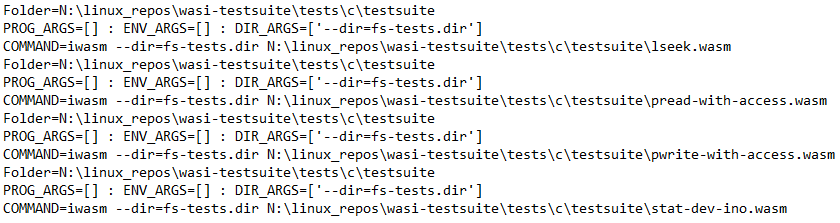 Folder=N:\linux_repos\wasi-testsuite\tests\c\testsuite
PROG_ARGS=[] : ENV_ARGS=[] : DIR_ARGS=['--dir=fs-tests.dir']
COMMAND=iwasm --dir=fs-tests.dir N:\linux_repos\wasi-testsuite\tests\c\testsuite\lseek.wasm
Folder=N:\linux_repos\wasi-testsuite\tests\c\testsuite
PROG_ARGS=[] : ENV_ARGS=[] : DIR_ARGS=['--dir=fs-tests.dir']
COMMAND=iwasm --dir=fs-tests.dir N:\linux_repos\wasi-testsuite\tests\c\testsuite\pread-with-access.wasm
Folder=N:\linux_repos\wasi-testsuite\tests\c\testsuite
PROG_ARGS=[] : ENV_ARGS=[] : DIR_ARGS=['--dir=fs-tests.dir']
COMMAND=iwasm --dir=fs-tests.dir N:\linux_repos\wasi-testsuite\tests\c\testsuite\pwrite-with-access.wasm
Folder=N:\linux_repos\wasi-testsuite\tests\c\testsuite
PROG_ARGS=[] : ENV_ARGS=[] : DIR_ARGS=['--dir=fs-tests.dir']
COMMAND=iwasm --dir=fs-tests.dir N:\linux_repos\wasi-testsuite\tests\c\testsuite\stat-dev-ino.wasm